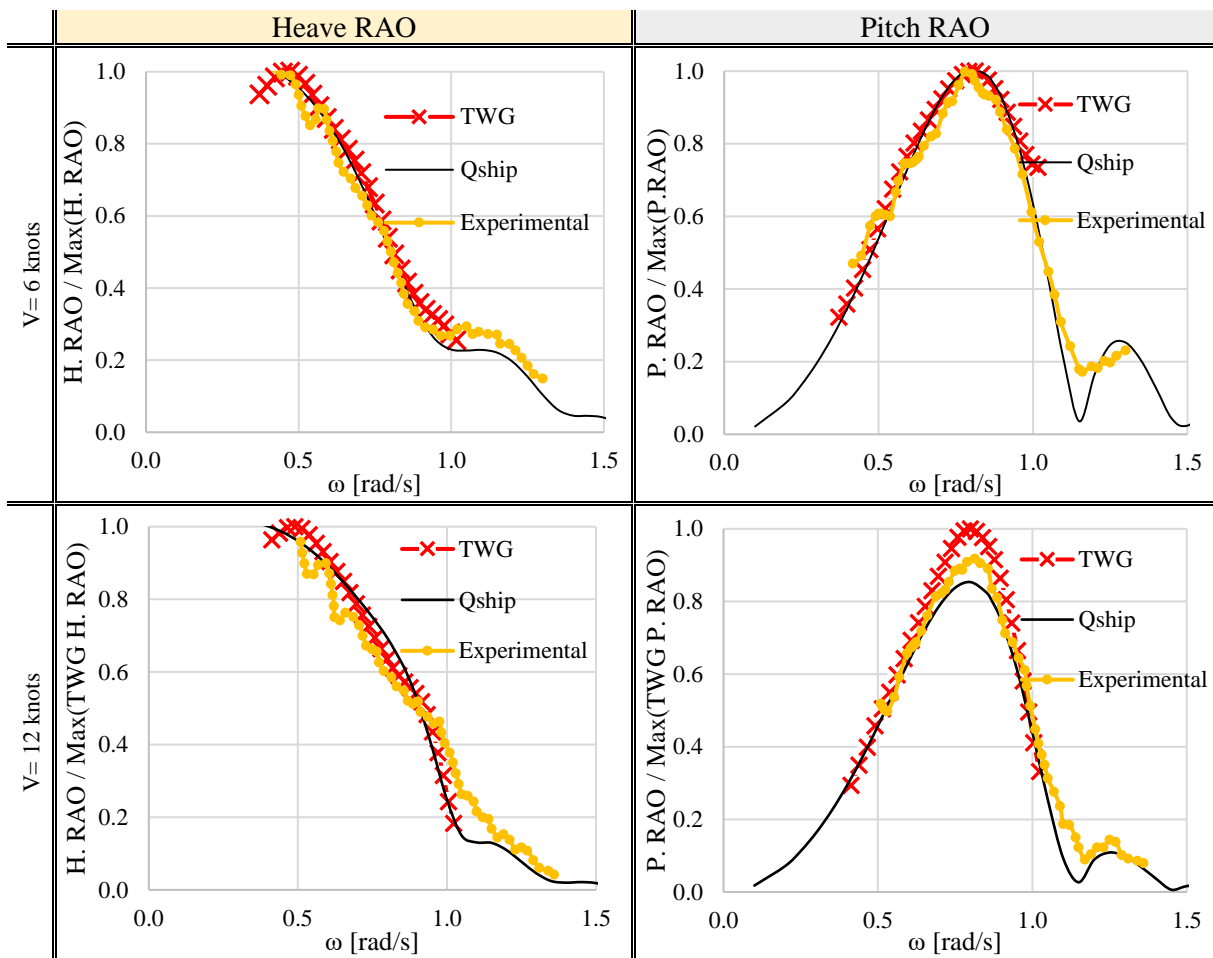 Heave RAO
Pitch RAO
V= 6 knots
H. RAO / Max(H. RAO)
1.0
0.8
0.6
0.4
0.2
0.0
0.0 0.5 1.0 1.5
ω [rad/s]
TWG
Qship
Experimental
P. RAO / Max(P.RAO)
1.0
0.8
0.6
0.4
0.2
0.0
0.0 0.5 1.0 1.5
ω [rad/s]
TWG
Qship
Experimental
V= 12 knots
H. RAO / Max(TWG H. RAO)
1.0
0.8
0.6
0.4
0.2
0.0
0.0 0.5 1.0 1.5
ω [rad/s]
TWG
Qship
Experimental
P. RAO / Max(TWG P. RAO)
1.0
0.8
0.6
0.4
0.2
0.0
0.0 0.5 1.0 1.5
ω [rad/s]
TWG
Qship
Experimental